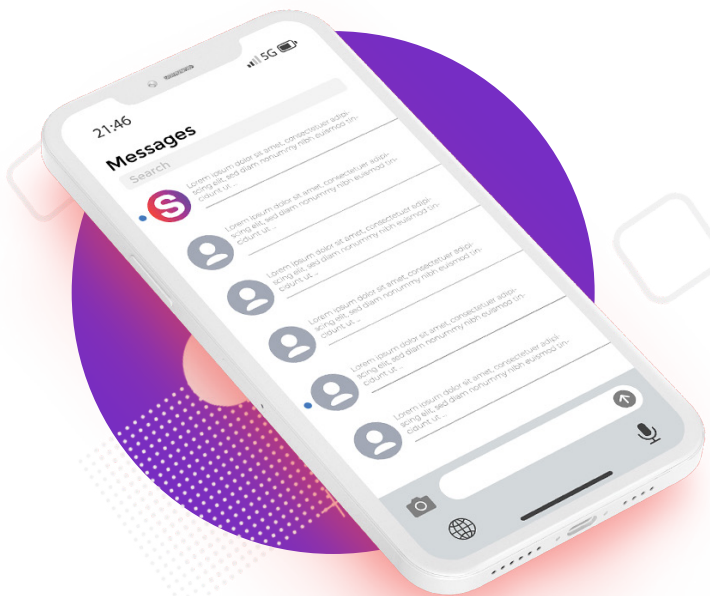 21:46
5G
Messages
Search
S
Lorem ipsum dolor sit amet, consectetuer adipi-
scing elit, sed diam nonummy nibh euismod tin-
cidunt ut ...
Lorem ipsum dolor sit amet, consectetuer adipi-
scing elit, sed diam nonummy nibh euismod tin-
cidunt ut ...
Lorem ipsum dolor sit amet, consectetuer adipi-
scing elit, sed diam nonummy nibh euismod tin-
cidunt ut ...
Lorem ipsum dolor sit amet, consectetuer adipi-
scing elit, sed diam nonummy nibh euismod tin-
cidunt ut ...
Lorem ipsum dolor sit amet, consectetuer adipi-
scing elit, sed diam nonummy nibh euismod tin-
cidunt ut ...
Lorem ipsum dolor sit amet, consectetuer adipi-
scing elit, sed diam nonummy nibh euismod tin-
cidunt ut ...